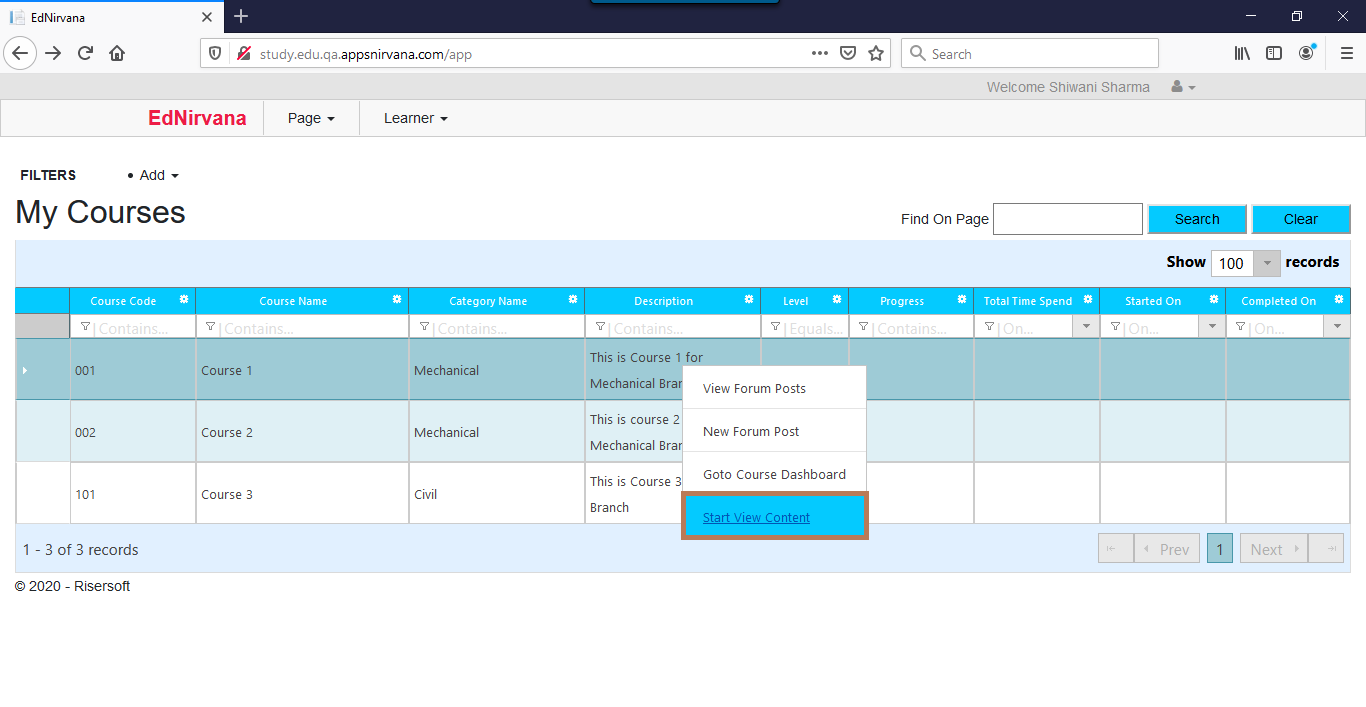 EdNirvana
study.edu.qa.appsnirvana.com/app
Search
Welcome Shiwani Sharma
EdNirvana
Page
Learner
FILTERS
• Add
My Courses
Find On Page
Search
Clear
Show 100 records
Course Code
Course Name
Category Name
Description
Level
Progress
Total Time Spend
Started On
Completed On
Contains...
Contains...
Contains...
Contains...
Equals...
Contains...
On...
On...
On...
001
Course 1
Mechanical
This is Course 1 for
Mechanical Bran
002
Course 2
Mechanical
This is course 2
Mechanical Bran
101
Course 3
Civil
This is Course 3
Branch
View Forum Posts
New Forum Post
Goto Course Dashboard
Start View Content
1 - 3 of 3 records
Prev
1
Next
© 2020 - Risersoft